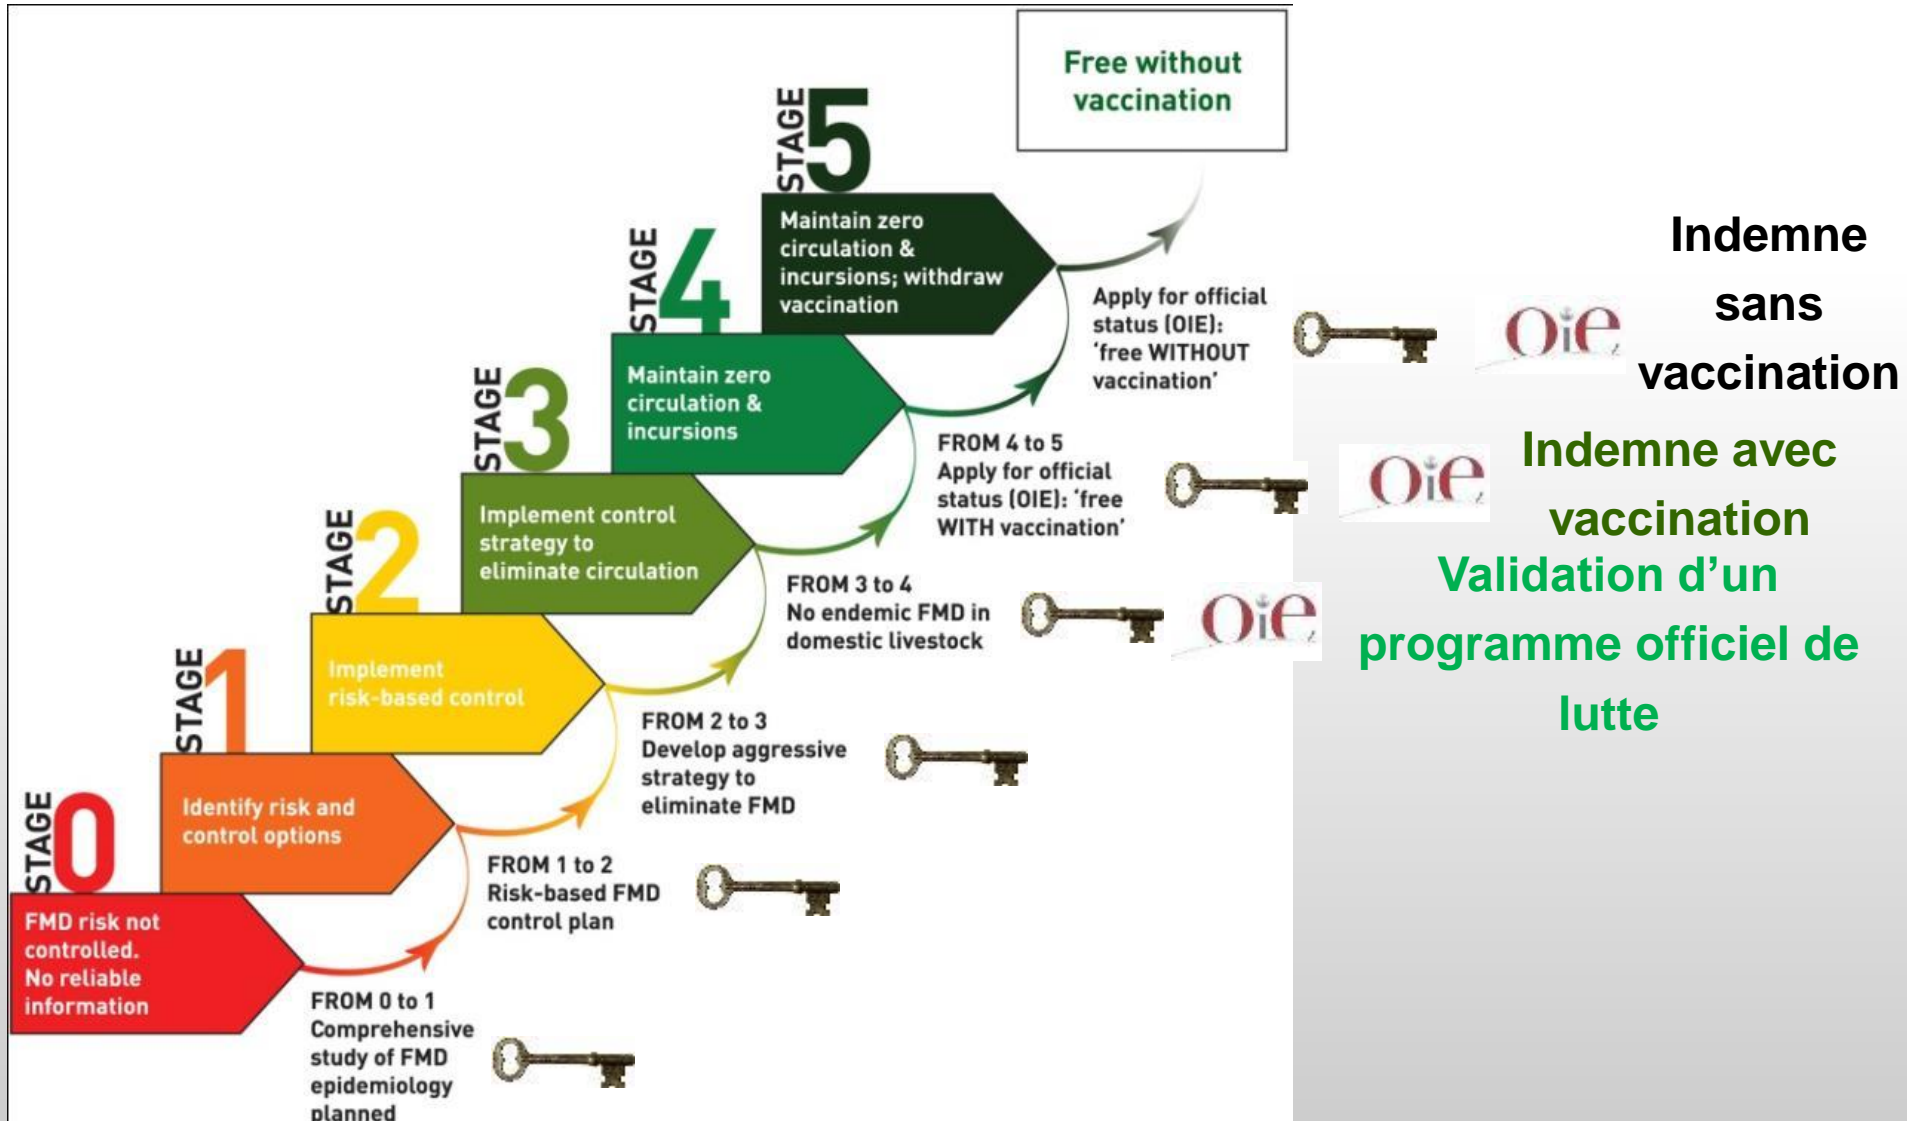 Free without
vaccination
STAGE 5
Maintain zero
circulation &
incursions; withdraw
vaccination
Apply for official
status (OIE):
‘free WITHOUT
vaccination’
Oie
Indemne
sans
vaccination
STAGE 4
Maintain zero
circulation &
incursions
FROM 4 to 5
Apply for official
status (OIE): ‘free
WITH vaccination’
Oie
Indemne avec
vaccination
STAGE 3
Implement control
strategy to
eliminate circulation
FROM 3 to 4
No endemic FMD in
domestic livestock
Oie
Validation d’un
programme officiel de
lutte
STAGE 2
Implement
risk-based control
FROM 2 to 3
Develop aggressive
strategy to
eliminate FMD
STAGE 1
Identify risk and
control options
FROM 1 to 2
Risk-based FMD
control plan
STAGE 0
FMD risk not
controlled.
No reliable
information
FROM 0 to 1
Comprehensive
study of FMD
epidemiology
planned